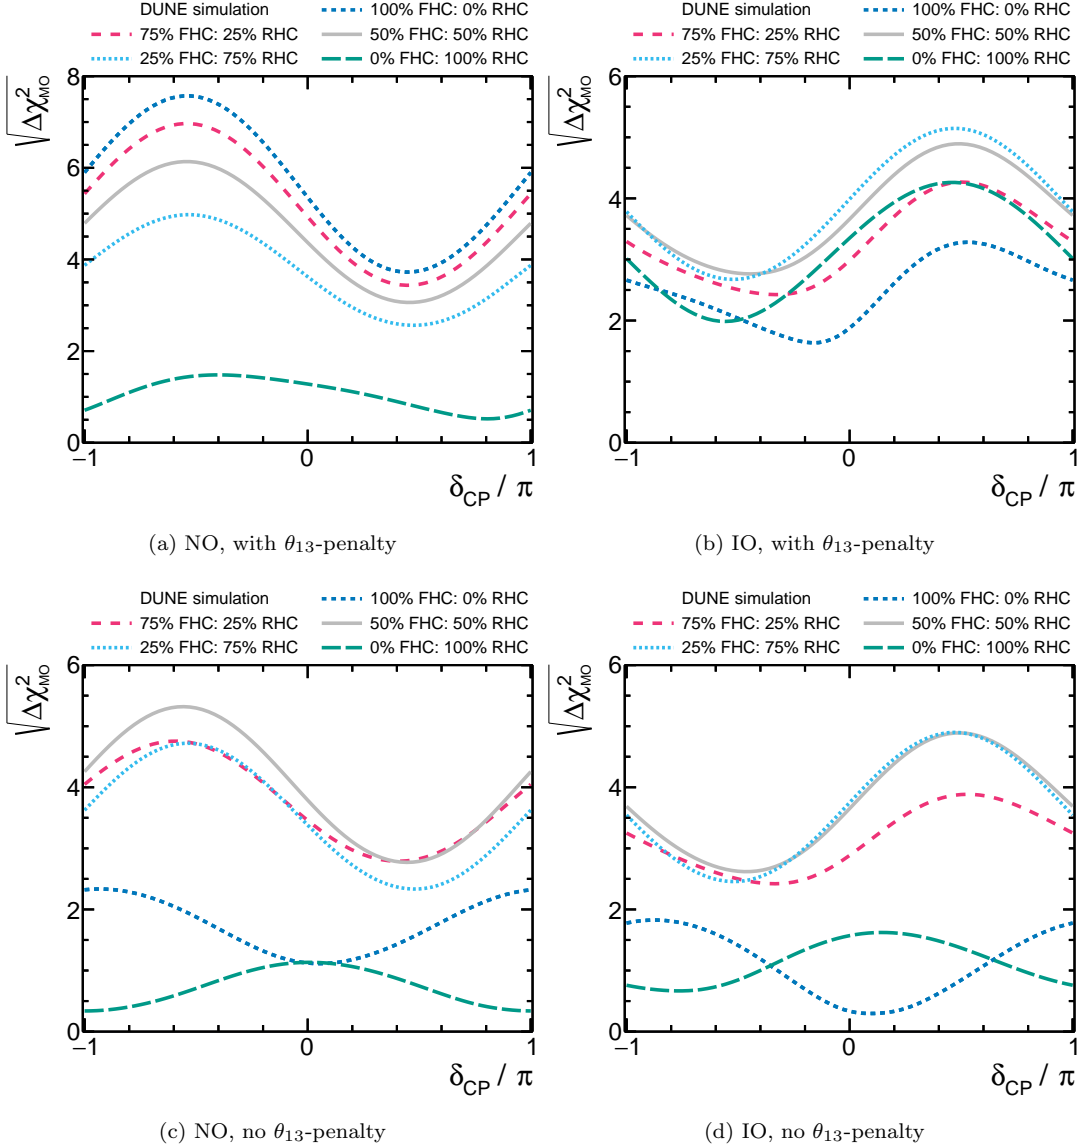 DUNE simulation
100% FHC: 0% RHC
75% FHC: 25% RHC
50% FHC: 50% RHC
25% FHC: 75% RHC
0% FHC: 100% RHC
√Δχ²MO
8
6
4
2
0
−1 0 1
δCP / π
(a) NO, with θ13-penalty
DUNE simulation
100% FHC: 0% RHC
75% FHC: 25% RHC
50% FHC: 50% RHC
25% FHC: 75% RHC
0% FHC: 100% RHC
√Δχ²MO
6
4
2
0
−1 0 1
δCP / π
(b) IO, with θ13-penalty
DUNE simulation
100% FHC: 0% RHC
75% FHC: 25% RHC
50% FHC: 50% RHC
25% FHC: 75% RHC
0% FHC: 100% RHC
√Δχ²MO
6
4
2
0
−1 0 1
δCP / π
(c) NO, no θ13-penalty
DUNE simulation
100% FHC: 0% RHC
75% FHC: 25% RHC
50% FHC: 50% RHC
25% FHC: 75% RHC
0% FHC: 100% RHC
√Δχ²MO
6
4
2
0
−1 0 1
δCP / π
(d) IO, no θ13-penalty